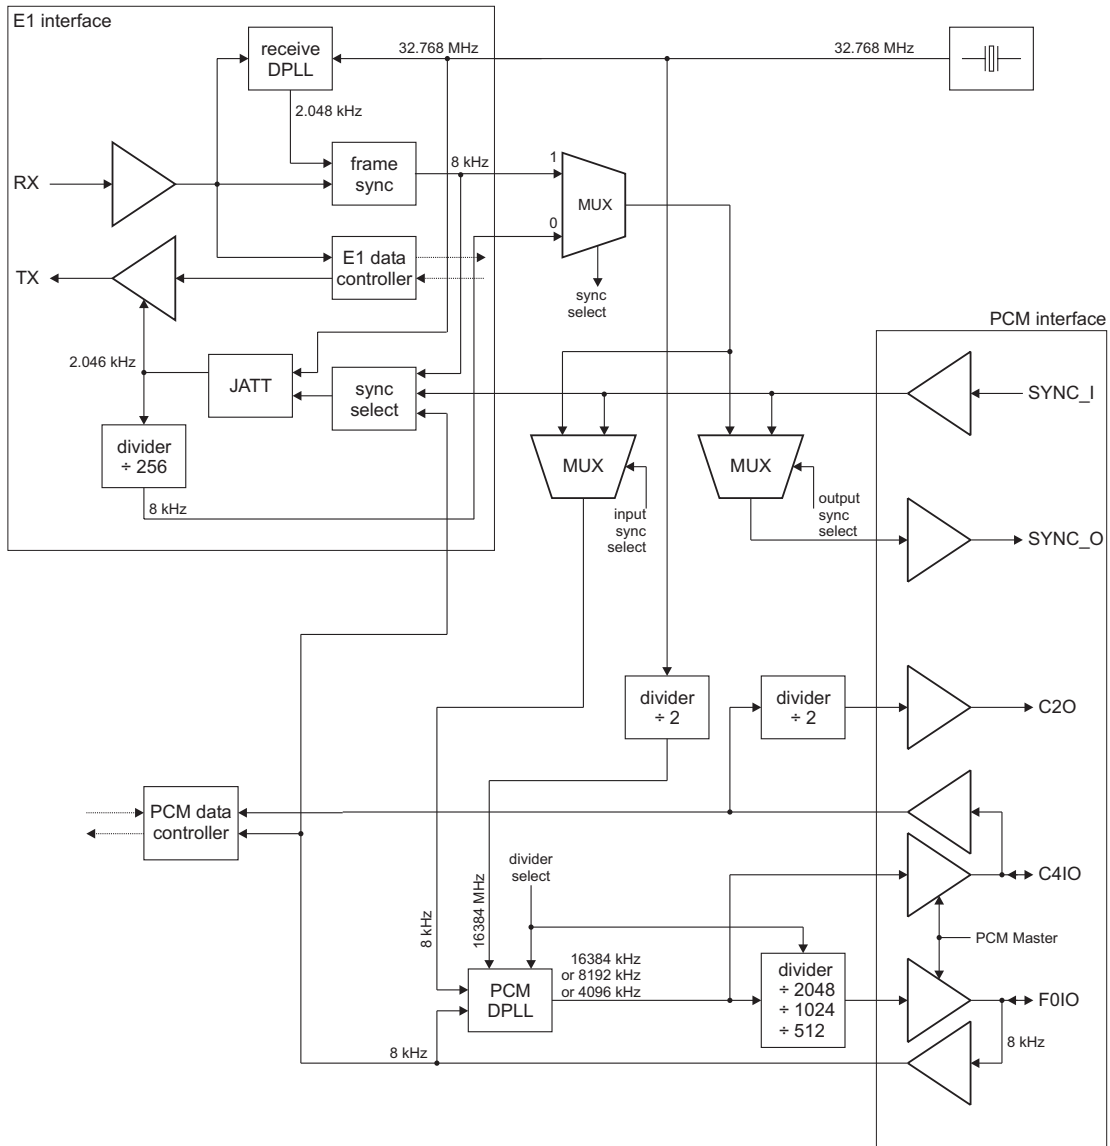 E1 interface
receive
DPLL
32.768 MHz
32.768 MHz
2.048 kHz
RX
frame
sync
8 kHz
1
MUX
0
sync
select
TX
E1 data
controller
2.046 kHz
JATT
sync
select
divider
÷ 256
8 kHz
PCM interface
SYNC_I
MUX
MUX
input
sync
select
output
sync
select
SYNC_O
divider
÷ 2
divider
÷ 2
C2O
PCM data
controller
divider
select
8 kHz
16384 MHz
C4IO
PCM Master
16384 kHz
or 8192 kHz
or 4096 kHz
PCM
DPLL
divider
÷ 2048
÷ 1024
÷ 512
F0IO
8 kHz
8 kHz